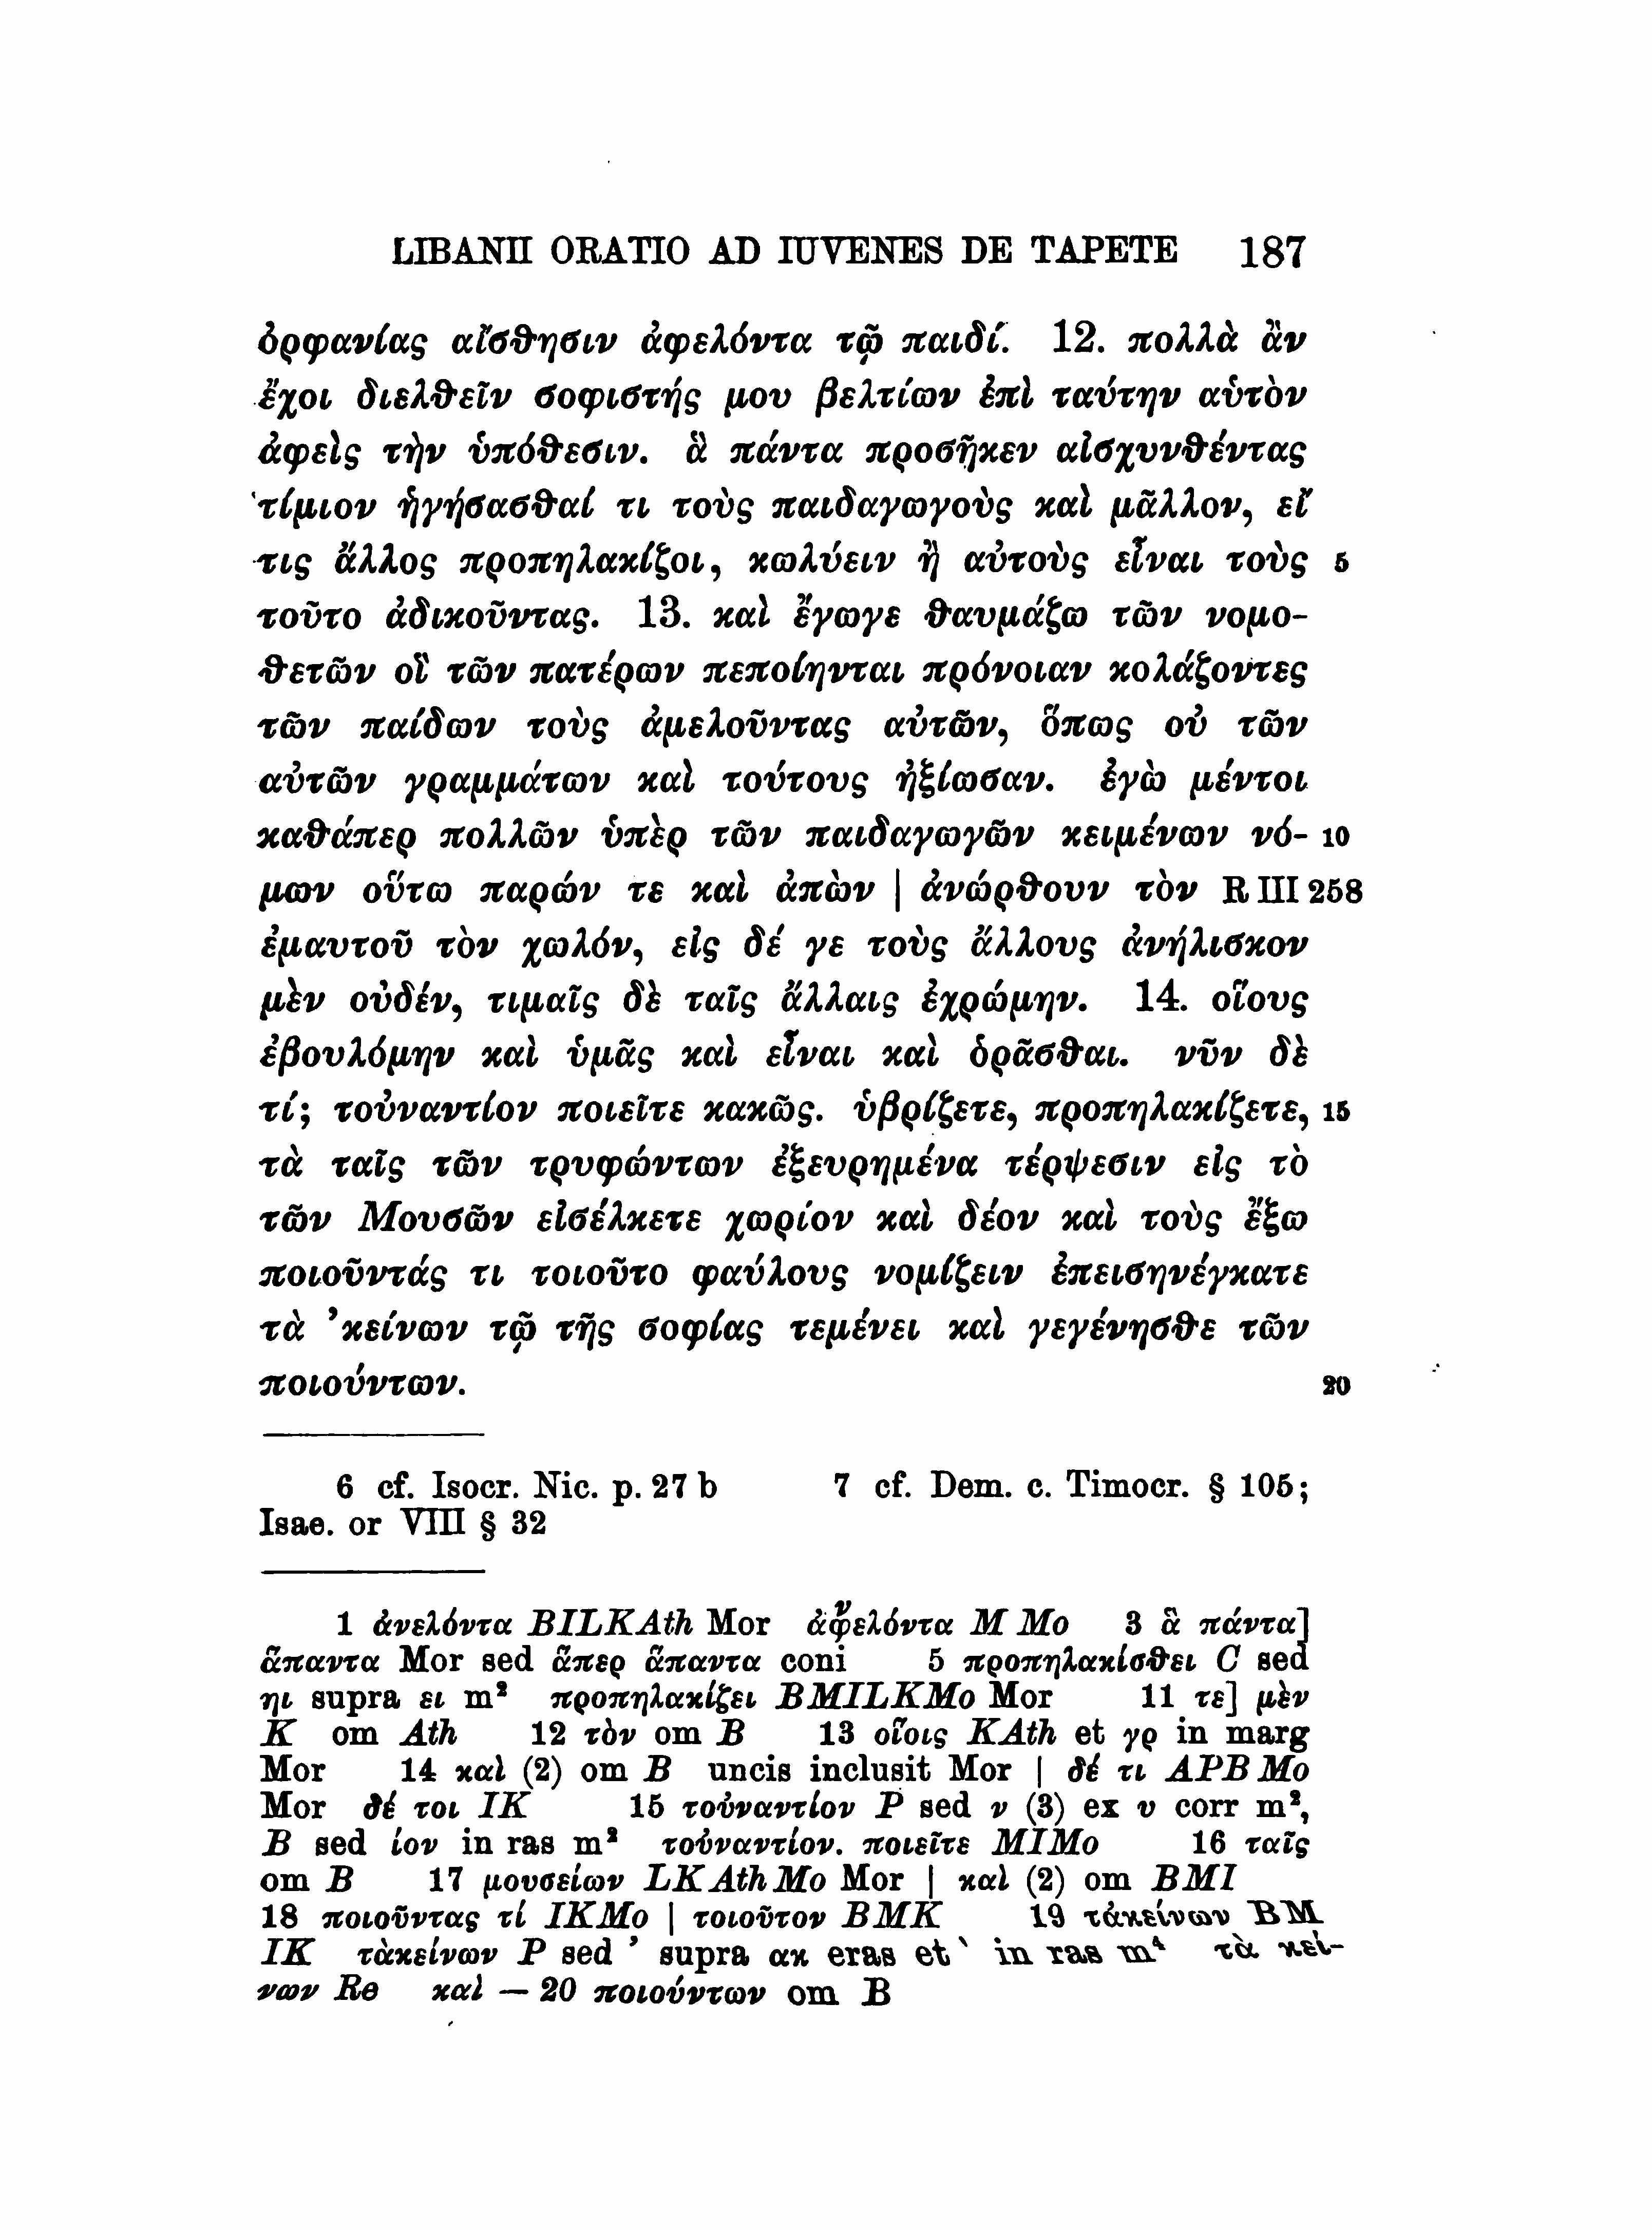 LIBANII ORATIO AD IUVENES DE TAPETE 187
ὀρφανίας αἴσθησιν ἀφελόντα τῷ παιδί. 12. πολλὰ ἂν
ἔχοι διελθεῖν σοφιστής μου βελτίων ἐπὶ ταύτην αὑτὸν
ἀφεὶς τὴν ὑπόθεσιν. ἃ πάντα προσῆκεν αἰσχυνθέντας
τίμιον ἡγήσασθαί τι τοὺς παιδαγωγοὺς καὶ μᾶλλον, εἴ
τις ἄλλος προπηλακίζοι, κωλύειν ἢ αὐτοὺς εἶναι τοὺς 5
τοῦτο ἀδικοῦντας. 13. καὶ ἔγωγε θαυμάζω τῶν νομο-
θετῶν οἳ τῶν πατέρων πεποίηνται πρόνοιαν κολάζοντες
τῶν παίδων τοὺς ἀμελοῦντας αὐτῶν, ὅπως οὐ τῶν
αὐτῶν γραμμάτων καὶ τούτους ἠξίωσαν. ἐγὼ μέντοι
καθάπερ πολλῶν ὑπὲρ τῶν παιδαγωγῶν κειμένων νό- 10
μων οὕτω παρών τε καὶ ἀπὼν | ἀνώρθουν τὸν R III 258
ἐμαυτοῦ τὸν χωλόν, εἰς δέ γε τοὺς ἄλλους ἀνήλισκον
μὲν οὐδέν, τιμαῖς δὲ ταῖς ἄλλαις ἐχρώμην. 14. οἵους
ἐβουλόμην καὶ ὑμᾶς καὶ εἶναι καὶ ὁρᾶσθαι. νῦν δὲ
τί; τοὐναντίον ποιεῖτε κακῶς. ὑβρίζετε, προπηλακίζετε, 15
τὰ ταῖς τῶν τρυφώντων ἐξευρημένα τέρψεσιν εἰς τὸ
τῶν Μουσῶν εἰσέλκετε χωρίον καὶ δέον καὶ τοὺς ἔξω
ποιοῦντάς τι τοιοῦτο φαύλους νομίζειν ἐπεισηνέγκατε
τὰ ᾿κείνων τῷ τῆς σοφίας τεμένει καὶ γεγένησθε τῶν
ποιούντων. 20
6 cf. Isocr. Nic. p. 27 b 7 cf. Dem. c. Timocr. § 105;
Isae. or VIII § 32
1 ἀνελόντα BILKAth Mor ἀφ̓ελόντα M Mo 3 ἃ πάντα]
ἅπαντα Mor sed ἅπερ ἅπαντα coni 5 προπηλακίσθει C sed
ηι supra ει m² προπηλακίζει BMILKMo Mor 11 τε] μὲν
K om Ath 12 τὸν om B 13 οἵοις KAth et γρ in marg
Mor 14 καὶ (2) om B uncis inclusit Mor | δέ τι APB Mo
Mor δέ τοι IK 15 τοὐναντίον P sed ν (3) ex υ corr m²,
B sed ίον in ras m² τοὐναντίον. ποιεῖτε MIMo 16 ταῖς
om B 17 μουσείων LKAthMo Mor | καὶ (2) om BMI
18 ποιοῦντας τί IKMo | τοιοῦτον BMK 19 τἀκείνων BM
IK τὰκείνων P sed ’ supra ακ eras et ` in ras m⁴ τὰ κεί-
νων Re καὶ — 20 ποιούντων om B